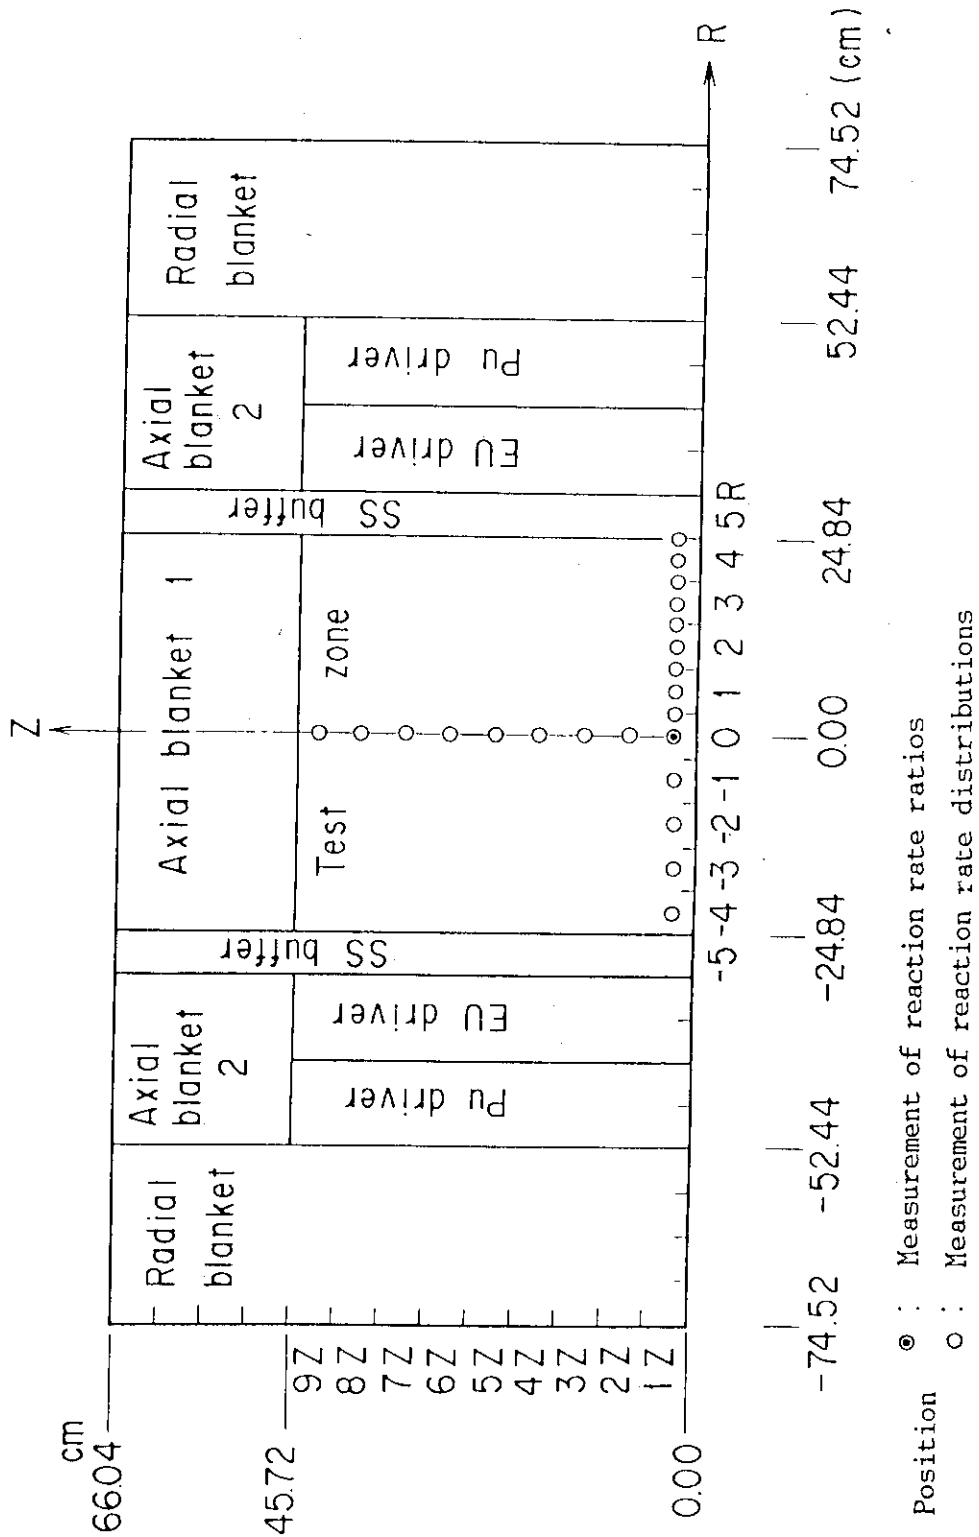 Z
cm
66.04
45.72
0.00
9Z
8Z
7Z
6Z
5Z
4Z
3Z
2Z
1Z
Radial
blanket
Axial
blanket
2
Pu driver
EU driver
SS buffer
Axial blanket 1
Test zone
SS buffer
Axial
blanket
2
EU driver
Pu driver
Radial
blanket
R
-5 -4 -3 -2 -1 0 1 2 3 4 5R
-74.52 -52.44 -24.84 0.00 24.84 52.44 74.52 (cm)
Position ◉ : Measurement of reaction rate ratios
○ : Measurement of reaction rate distributions